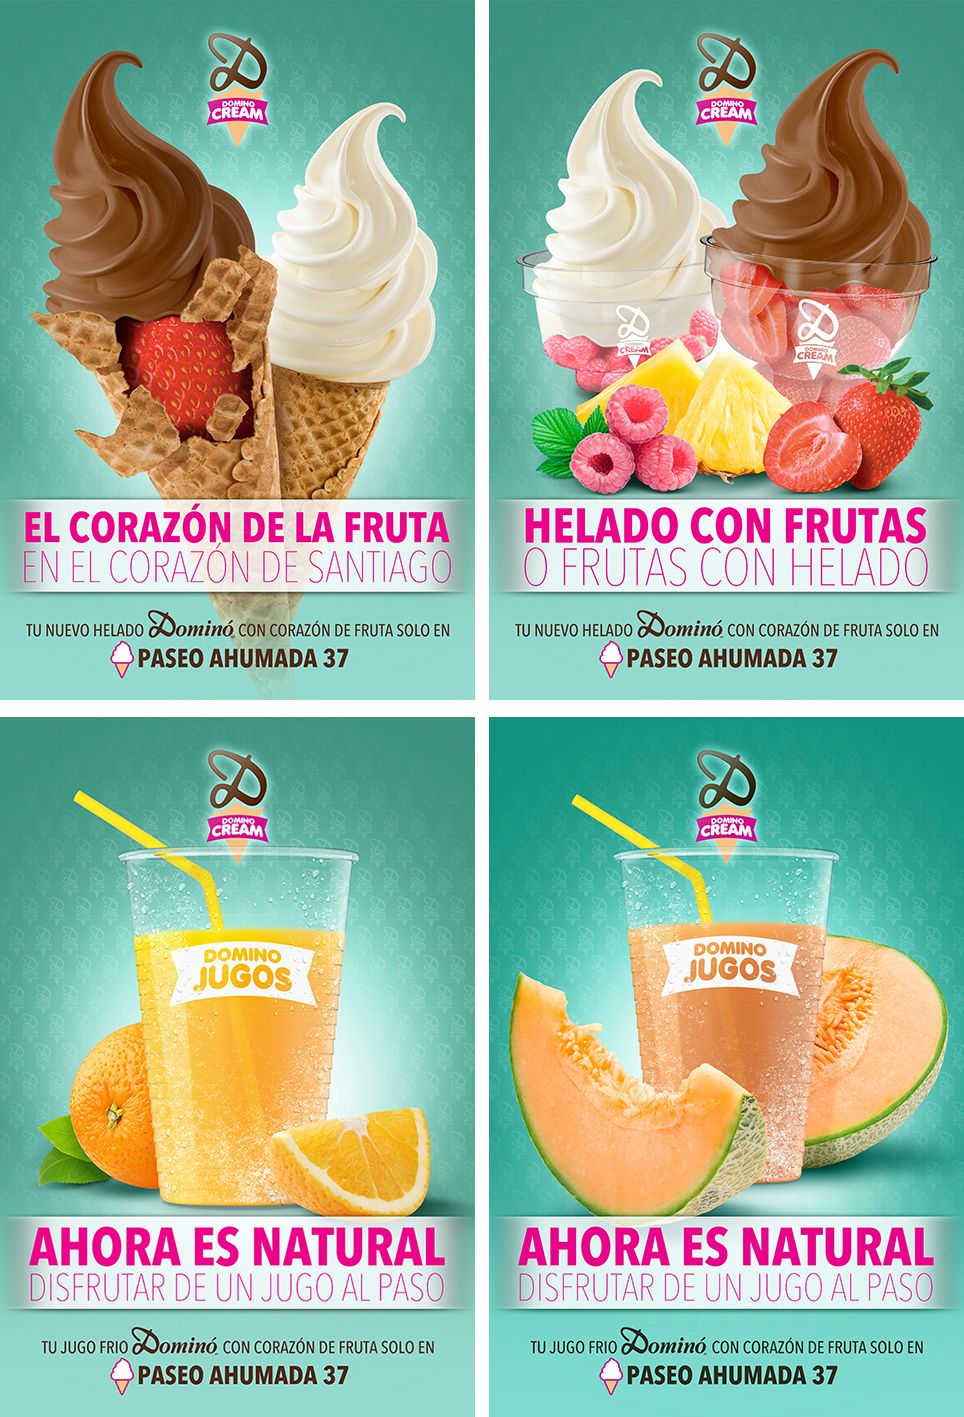 D
DOMINO
CREAM
EL CORAZÓN DE LA FRUTA
EN EL CORAZÓN DE SANTIAGO
TU NUEVO HELADO Dominó CON CORAZÓN DE FRUTA SOLO EN
PASEO AHUMADA 37
D
DOMINO
CREAM
D
CREAM
D
DOMINO
CREAM
HELADO CON FRUTAS
O FRUTAS CON HELADO
TU NUEVO HELADO Dominó CON CORAZÓN DE FRUTA SOLO EN
PASEO AHUMADA 37
D
DOMINO
CREAM
DOMINO
JUGOS
AHORA ES NATURAL
DISFRUTAR DE UN JUGO AL PASO
TU JUGO FRIO Dominó CON CORAZÓN DE FRUTA SOLO EN
PASEO AHUMADA 37
D
DOMINO
CREAM
DOMINO
JUGOS
AHORA ES NATURAL
DISFRUTAR DE UN JUGO AL PASO
TU JUGO FRIO Dominó CON CORAZÓN DE FRUTA SOLO EN
PASEO AHUMADA 37